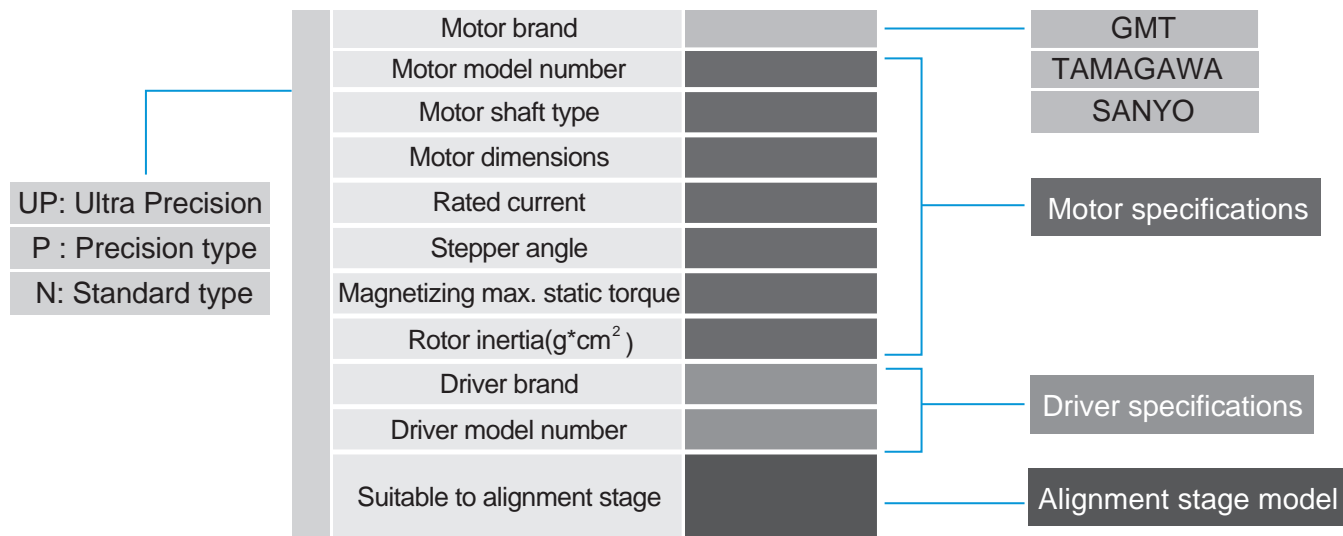 Motor brand
Motor model number
Motor shaft type
Motor dimensions
Rated current
Stepper angle
Magnetizing max. static torque
Rotor inertia(g*cm²)
Driver brand
Driver model number
Suitable to alignment stage
UP: Ultra Precision
P : Precision type
N: Standard type
GMT
TAMAGAWA
SANYO
Motor specifications
Driver specifications
Alignment stage model